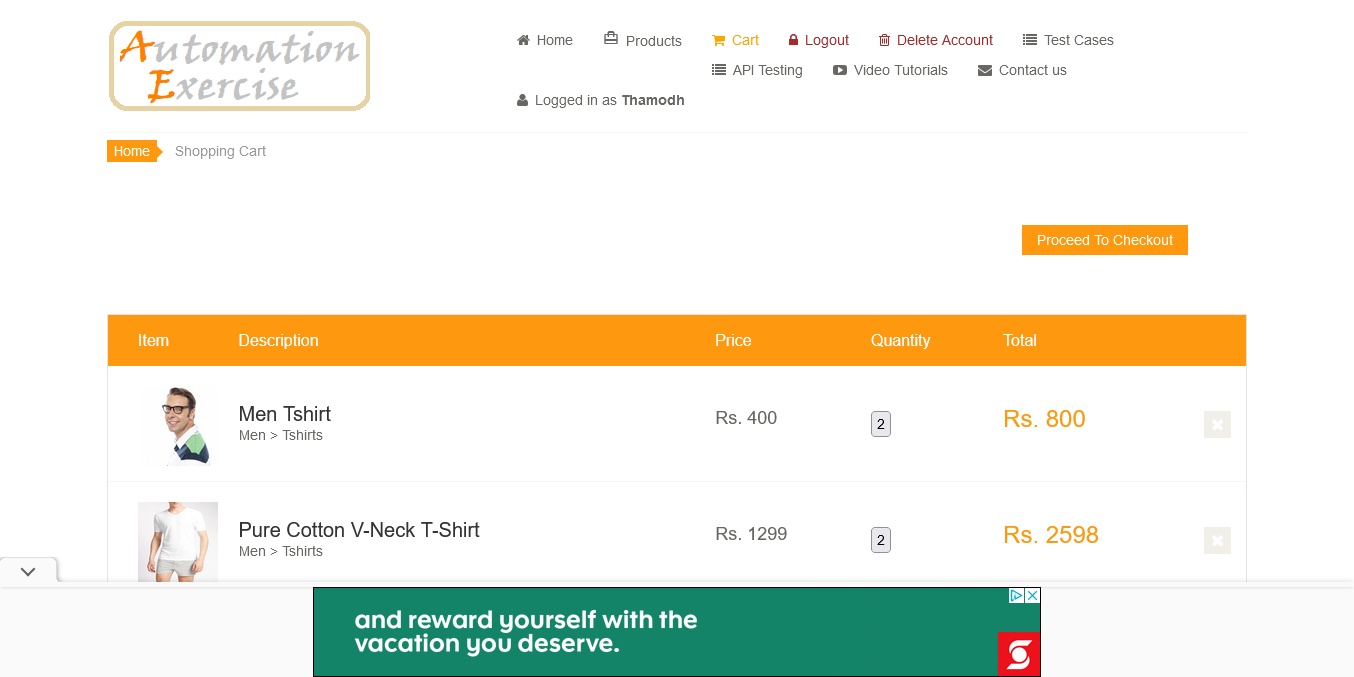 Automation
Exercise
Home
Products
Cart
Logout
Delete Account
Test Cases
API Testing
Video Tutorials
Contact us
Logged in as Thamodh
Home
Shopping Cart
Proceed To Checkout
Item Description Price Quantity Total
Men Tshirt
Men > Tshirts
Rs. 400
2
Rs. 800
Pure Cotton V-Neck T-Shirt
Men > Tshirts
Rs. 1299
2
Rs. 2598
and reward yourself with the
vacation you deserve.